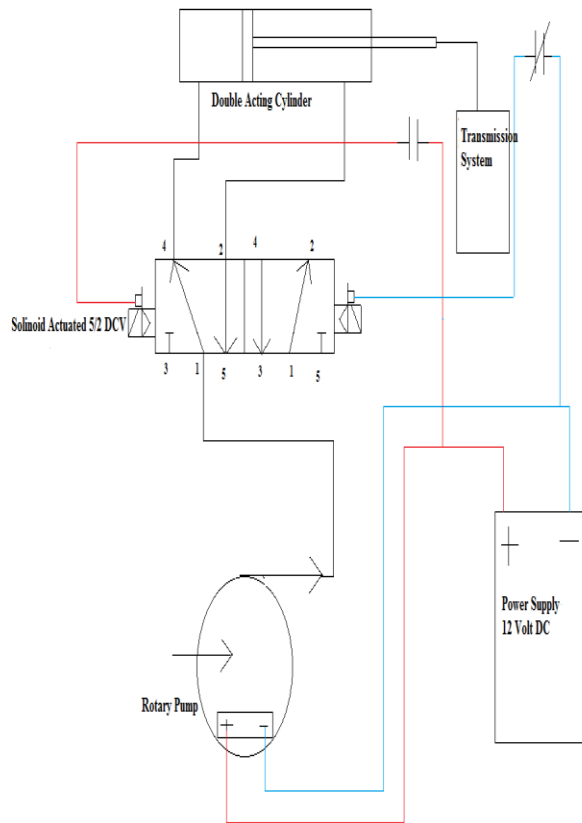 Double Acting Cylinder
Transmission
System
4 2 4 2
Solinoid Actuated 5/2 DCV
3 1 5 3 1 5
+ −
Power Supply
12 Volt DC
Rotary Pump
+ −